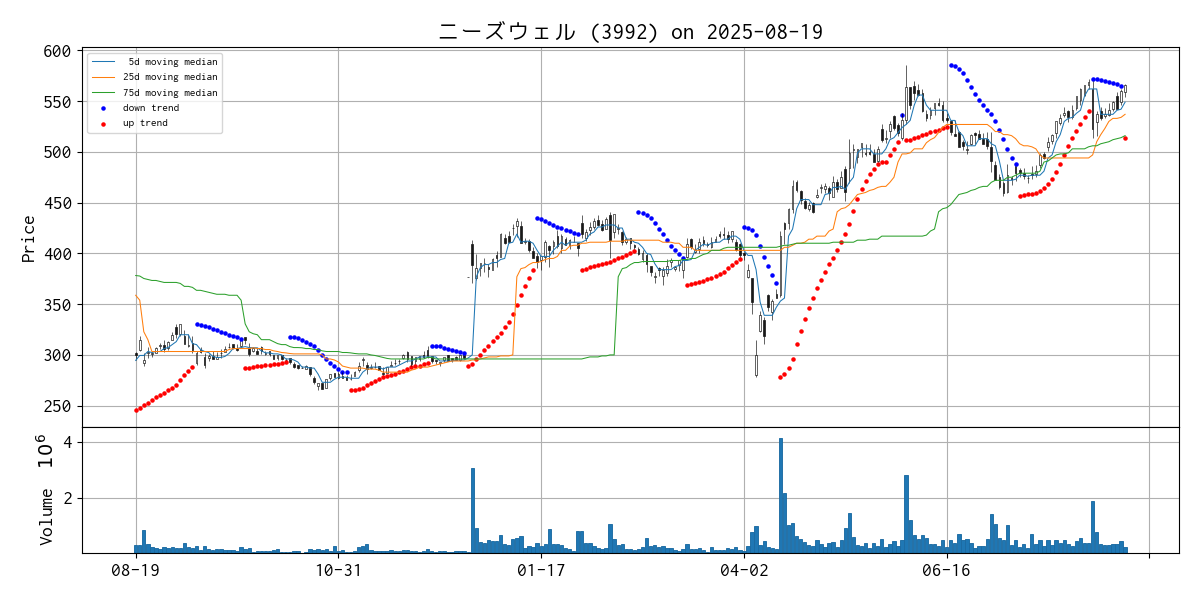 ニーズウェル (3992) on 2025-08-19
600
550
500
450
400
350
300
250
Price
5d moving median
25d moving median
75d moving median
down trend
up trend
4
2
Volume 10^6
08-19
10-31
01-17
04-02
06-16